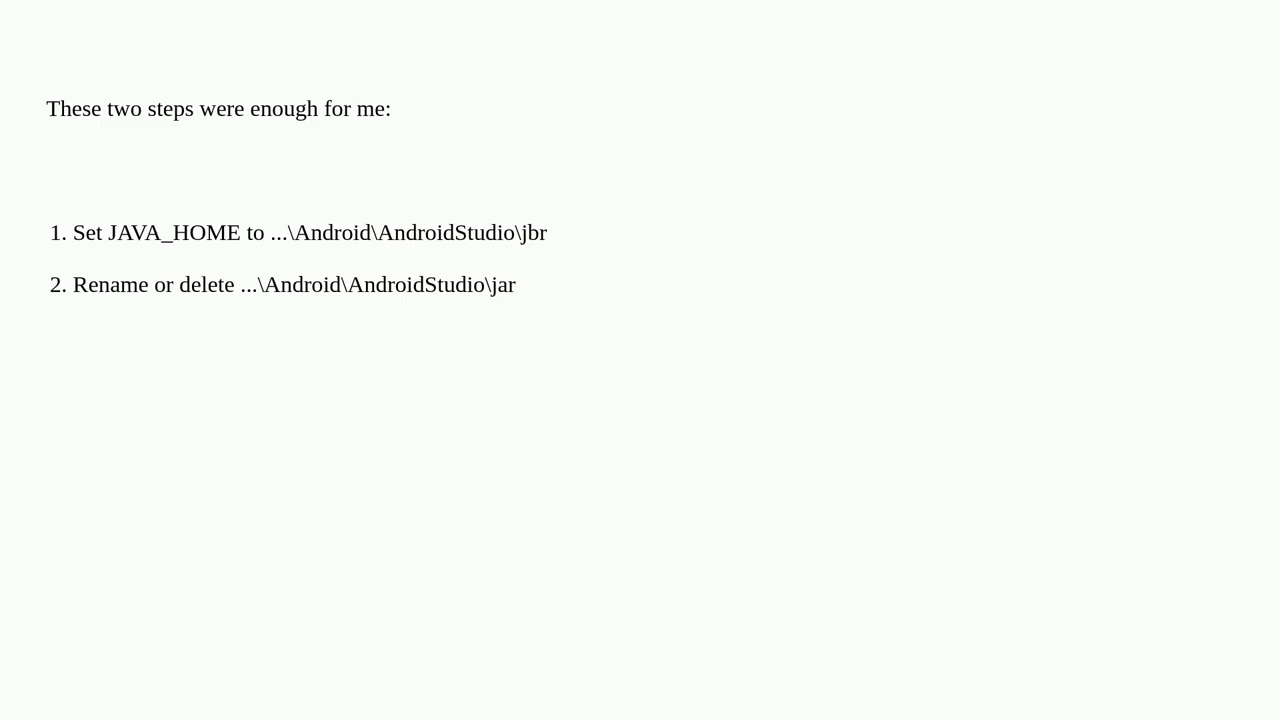 These two steps were enough for me:
1. Set JAVA_HOME to ...\Android\AndroidStudio\jbr
2. Rename or delete ...\Android\AndroidStudio\jar